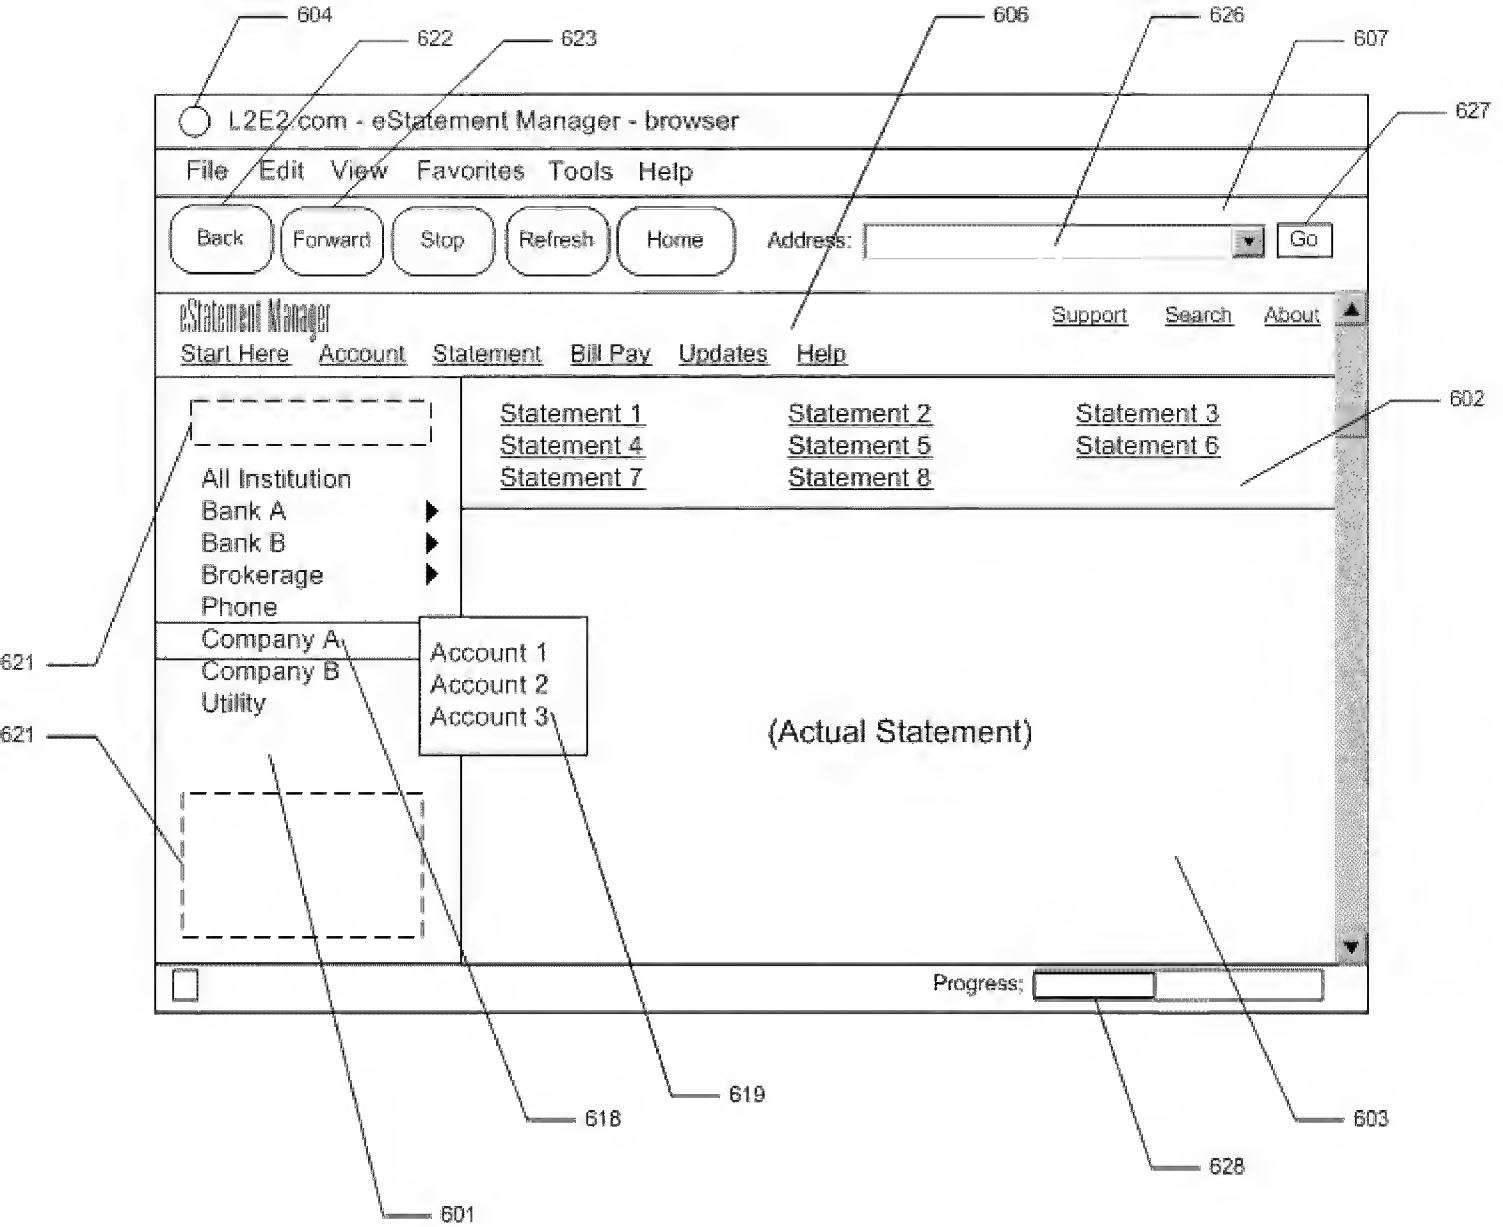 604
606
626
622
623
607
627
L2E2.com - eStatement Manager - browser
File Edit View Favorites Tools Help
Back Forward Stop Refresh Home Address: Go
eStatement Manager
Support Search About
Start Here Account Statement Bill Pay Updates Help
602
Statement 1 Statement 2 Statement 3
Statement 4 Statement 5 Statement 6
Statement 7 Statement 8
All Institution
Bank A
Bank B
Brokerage
Phone
Company A
Company B
Utility
621
621
Account 1
Account 2
Account 3
(Actual Statement)
Progress:
619
618
603
628
601